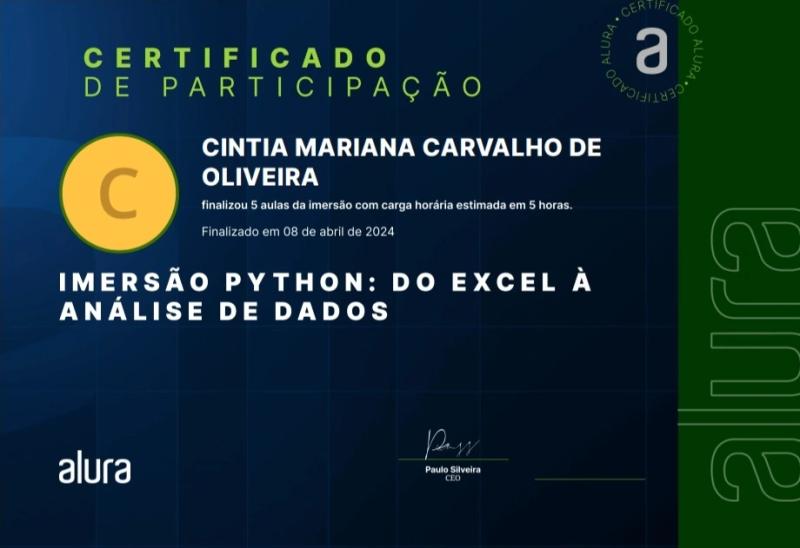 CERTIFICADO
DE PARTICIPAÇÃO
CERTIFICADO ALURA • CERTIFICADO ALURA •
a
C
CINTIA MARIANA CARVALHO DE
OLIVEIRA
finalizou 5 aulas da imersão com carga horária estimada em 5 horas.
Finalizado em 08 de abril de 2024
IMERSÃO PYTHON: DO EXCEL À
ANÁLISE DE DADOS
alura
Paulo Silveira
CEO
alura